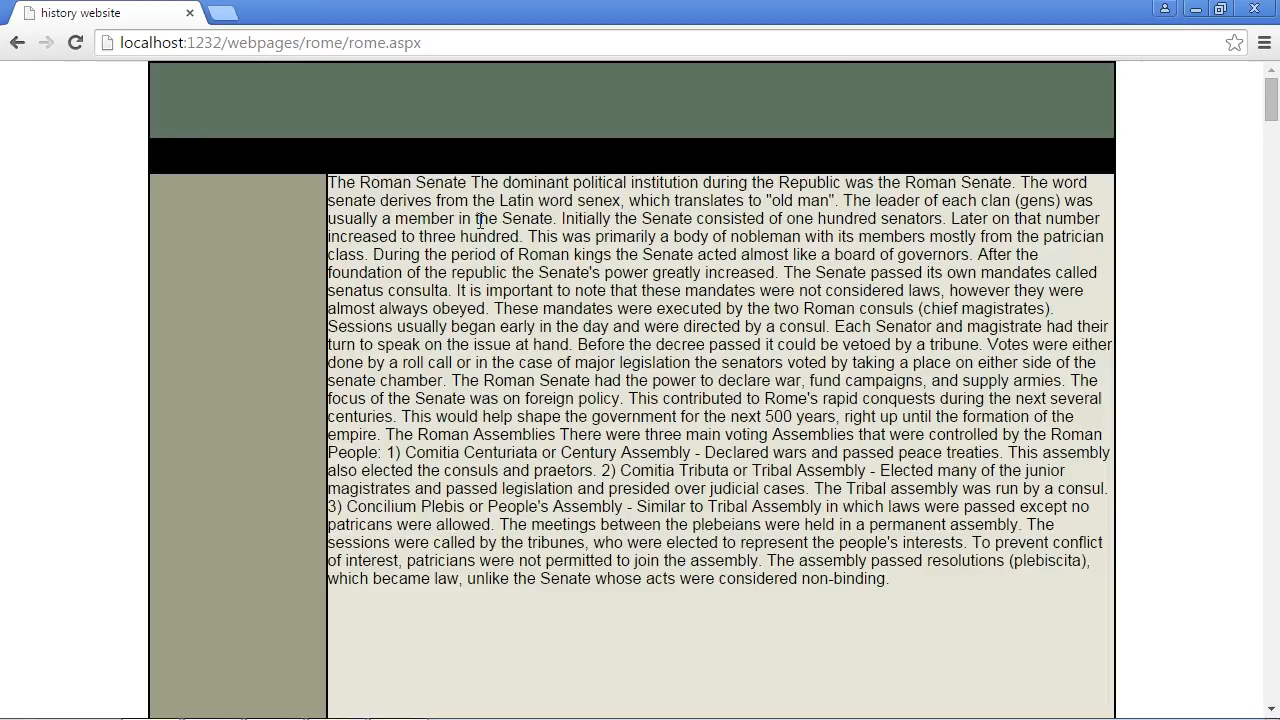 history website
localhost:1232/webpages/rome/rome.aspx
The Roman Senate The dominant political institution during the Republic was the Roman Senate. The word
senate derives from the Latin word senex, which translates to "old man". The leader of each clan (gens) was
usually a member in the Senate. Initially the Senate consisted of one hundred senators. Later on that number
increased to three hundred. This was primarily a body of nobleman with its members mostly from the patrician
class. During the period of Roman kings the Senate acted almost like a board of governors. After the
foundation of the republic the Senate's power greatly increased. The Senate passed its own mandates called
senatus consulta. It is important to note that these mandates were not considered laws, however they were
almost always obeyed. These mandates were executed by the two Roman consuls (chief magistrates).
Sessions usually began early in the day and were directed by a consul. Each Senator and magistrate had their
turn to speak on the issue at hand. Before the decree passed it could be vetoed by a tribune. Votes were either
done by a roll call or in the case of major legislation the senators voted by taking a place on either side of the
senate chamber. The Roman Senate had the power to declare war, fund campaigns, and supply armies. The
focus of the Senate was on foreign policy. This contributed to Rome's rapid conquests during the next several
centuries. This would help shape the government for the next 500 years, right up until the formation of the
empire. The Roman Assemblies There were three main voting Assemblies that were controlled by the Roman
People: 1) Comitia Centuriata or Century Assembly - Declared wars and passed peace treaties. This assembly
also elected the consuls and praetors. 2) Comitia Tributa or Tribal Assembly - Elected many of the junior
magistrates and passed legislation and presided over judicial cases. The Tribal assembly was run by a consul.
3) Concilium Plebis or People's Assembly - Similar to Tribal Assembly in which laws were passed except no
patricans were allowed. The meetings between the plebeians were held in a permanent assembly. The
sessions were called by the tribunes, who were elected to represent the people's interests. To prevent conflict
of interest, patricians were not permitted to join the assembly. The assembly passed resolutions (plebiscita),
which became law, unlike the Senate whose acts were considered non-binding.